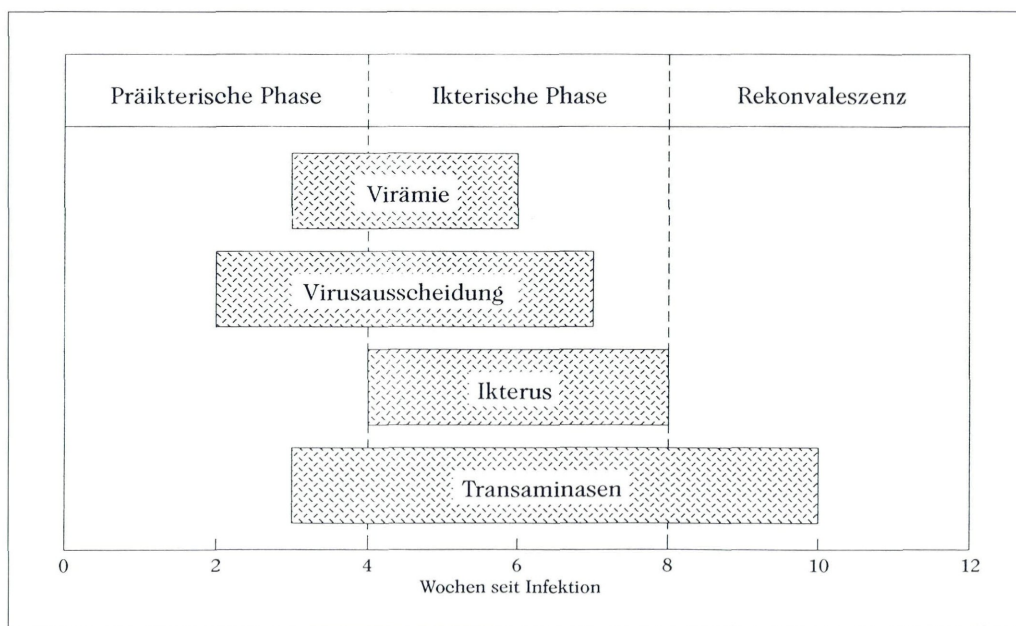 Präikterische Phase Ikterische Phase Rekonvaleszenz
Virämie
Virusausscheidung
Ikterus
Transaminasen
0 2 4 6 8 10 12
Wochen seit Infektion